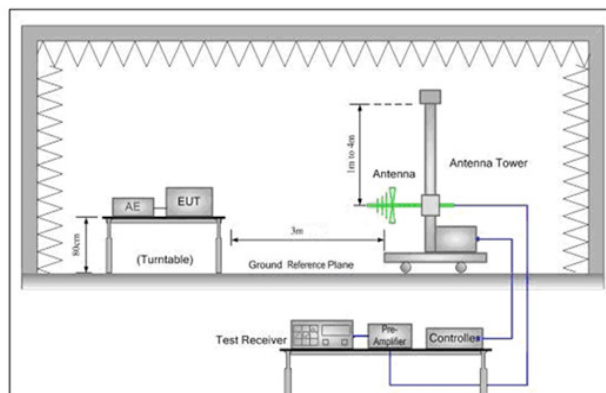 1m to 4m
Antenna
Antenna Tower
AE
EUT
80cm
3m
(Turntable)
Ground Reference Plane
Test Receiver
Pre-
Amplifier
Controller